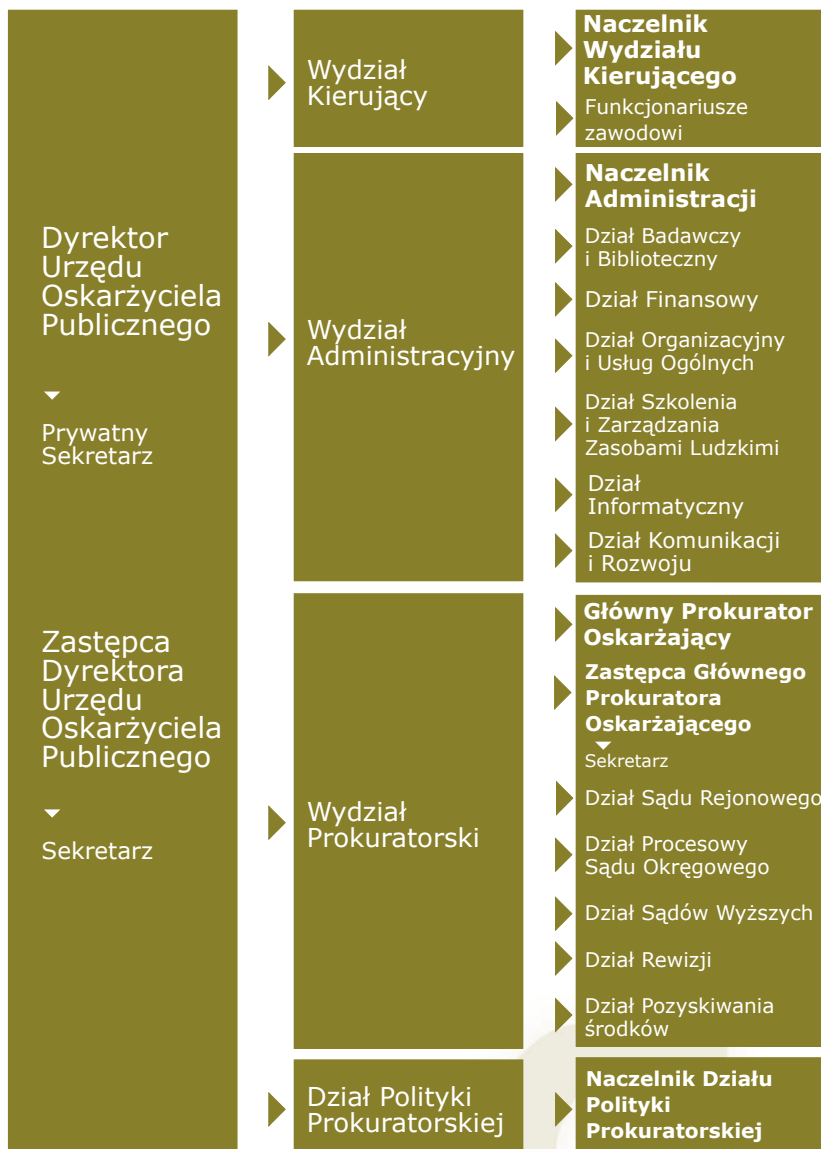 Dyrektor
Urzędu
Oskarżyciela
Publicznego
Prywatny
Sekretarz
Zastępca
Dyrektora
Urzędu
Oskarżyciela
Publicznego
Sekretarz
Wydział
Kierujący
Naczelnik
Wydziału
Kierującego
Funkcjonariusze
zawodowi
Wydział
Administracyjny
Naczelnik
Administracji
Dział Badawczy
i Biblioteczny
Dział Finansowy
Dział Organizacyjny
i Usług Ogólnych
Dział Szkolenia
i Zarządzania
Zasobami Ludzkimi
Dział
Informatyczny
Dział Komunikacji
i Rozwoju
Wydział
Prokuratorski
Główny Prokurator
Oskarżający
Zastępca Głównego
Prokuratora
Oskarżającego
Sekretarz
Dział Sądu Rejonowego
Dział Procesowy
Sądu Okręgowego
Dział Sądów Wyższych
Dział Rewizji
Dział Pozyskiwania
środków
Dział Polityki
Prokuratorskiej
Naczelnik Działu
Polityki
Prokuratorskiej